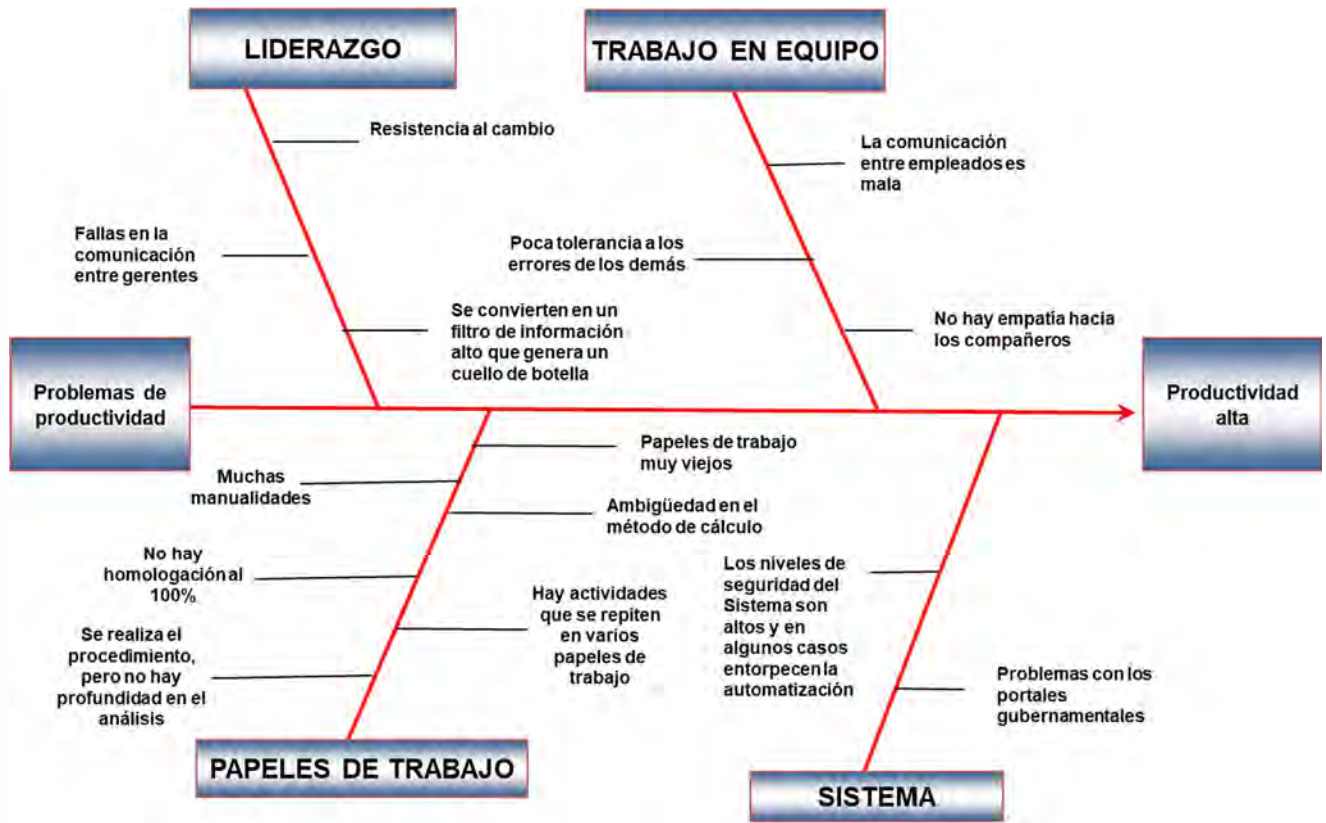 LIDERAZGO
TRABAJO EN EQUIPO
Resistencia al cambio
La comunicación
entre empleados es
mala
Fallas en la
comunicación
entre gerentes
Poca tolerancia a los
errores de los demás
Se convierten en un
filtro de información
alto que genera un
cuello de botella
No hay empatía hacia
los compañeros
Problemas de
productividad
Productividad
alta
Papeles de trabajo
muy viejos
Muchas
manualidades
Ambigüedad en el
método de cálculo
No hay
homologación al
100%
Los niveles de
seguridad del
Sistema son
altos y en
algunos casos
entorpecen la
automatización
Hay actividades
que se repiten
en varios
papeles de
trabajo
Se realiza el
procedimiento,
pero no hay
profundidad en el
análisis
Problemas con los
portales
gubernamentales
PAPELES DE TRABAJO
SISTEMA